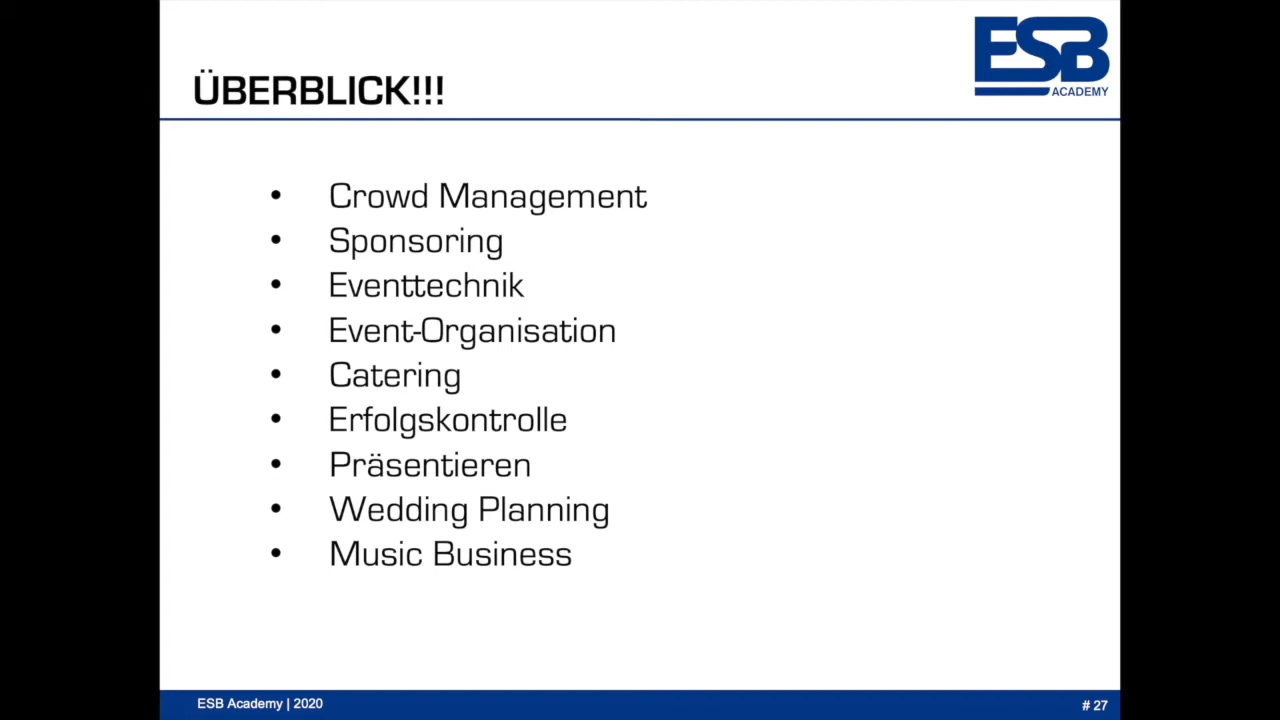 ESB
ACADEMY
ÜBERBLICK!!!
• Crowd Management
• Sponsoring
• Eventtechnik
• Event-Organisation
• Catering
• Erfolgskontrolle
• Präsentieren
• Wedding Planning
• Music Business
ESB Academy | 2020
# 27